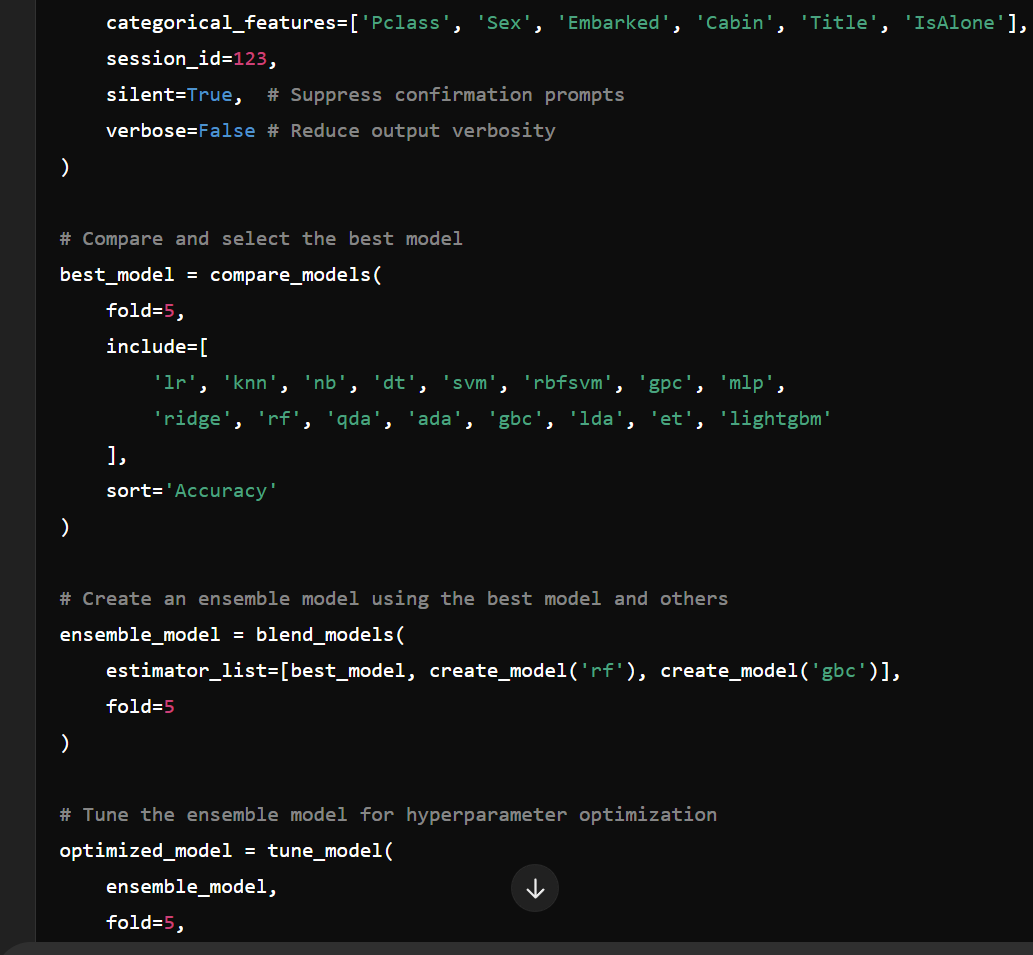 categorical_features=['Pclass', 'Sex', 'Embarked', 'Cabin', 'Title', 'IsAlone'],
session_id=123,
silent=True,  # Suppress confirmation prompts
verbose=False # Reduce output verbosity
)
# Compare and select the best model
best_model = compare_models(
fold=5,
include=[
'lr', 'knn', 'nb', 'dt', 'svm', 'rbfsvm', 'gpc', 'mlp',
'ridge', 'rf', 'qda', 'ada', 'gbc', 'lda', 'et', 'lightgbm'
],
sort='Accuracy'
)
# Create an ensemble model using the best model and others
ensemble_model = blend_models(
estimator_list=[best_model, create_model('rf'), create_model('gbc')],
fold=5
)
# Tune the ensemble model for hyperparameter optimization
optimized_model = tune_model(
ensemble_model,
fold=5,